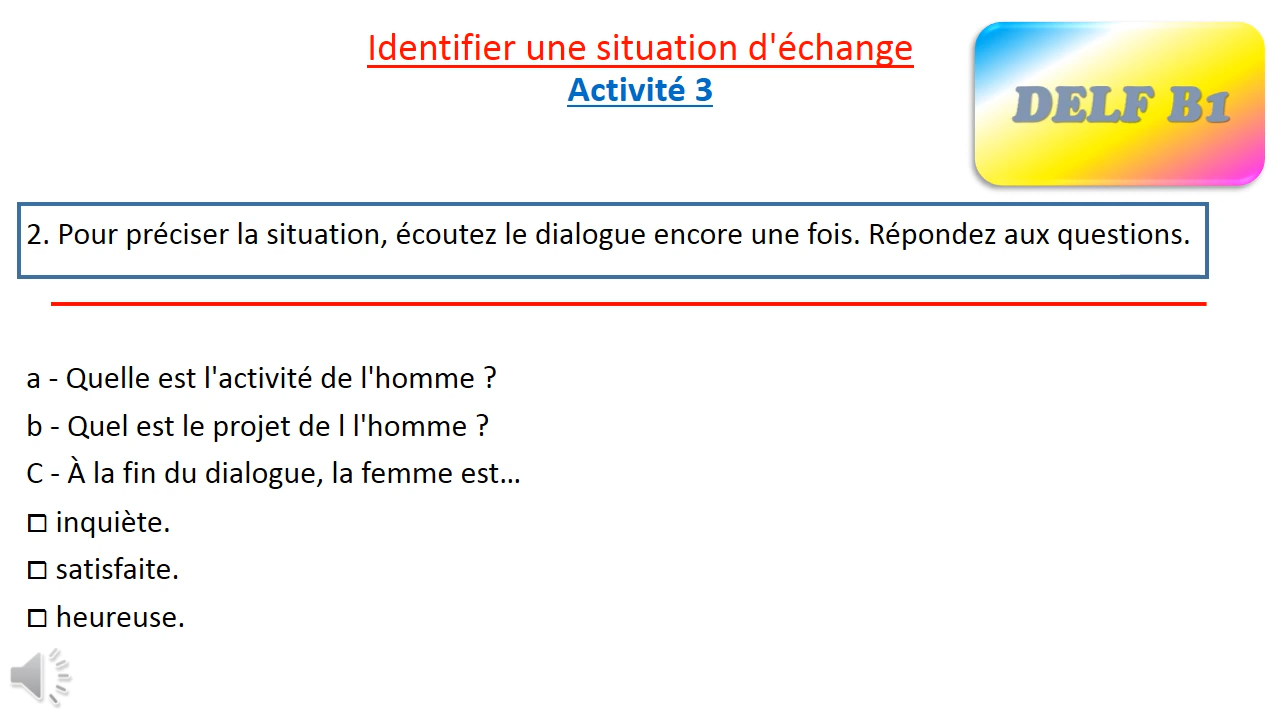 Identifier une situation d'échange
Activité 3
DELF B1
2. Pour préciser la situation, écoutez le dialogue encore une fois. Répondez aux questions.
a - Quelle est l'activité de l'homme ?
b - Quel est le projet de l l'homme ?
C - À la fin du dialogue, la femme est...
☐ inquiète.
☐ satisfaite.
☐ heureuse.